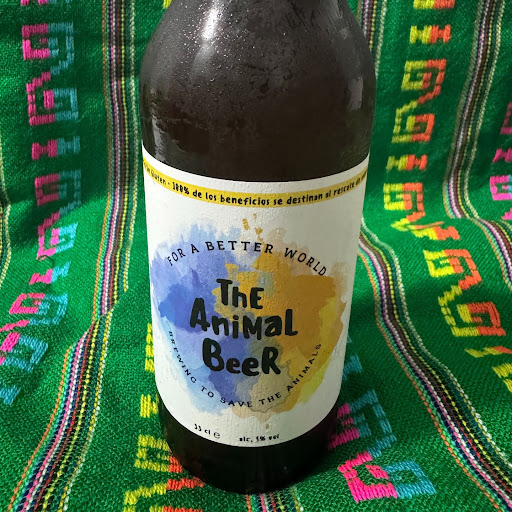 gluten - 100% de los beneficios se destinan al rescate de
FOR A BETTER WORLD
ThE
AniMaL
BeeR
BREWING TO SAVE THE ANIMALS
33 cl e
alc. 5% vol